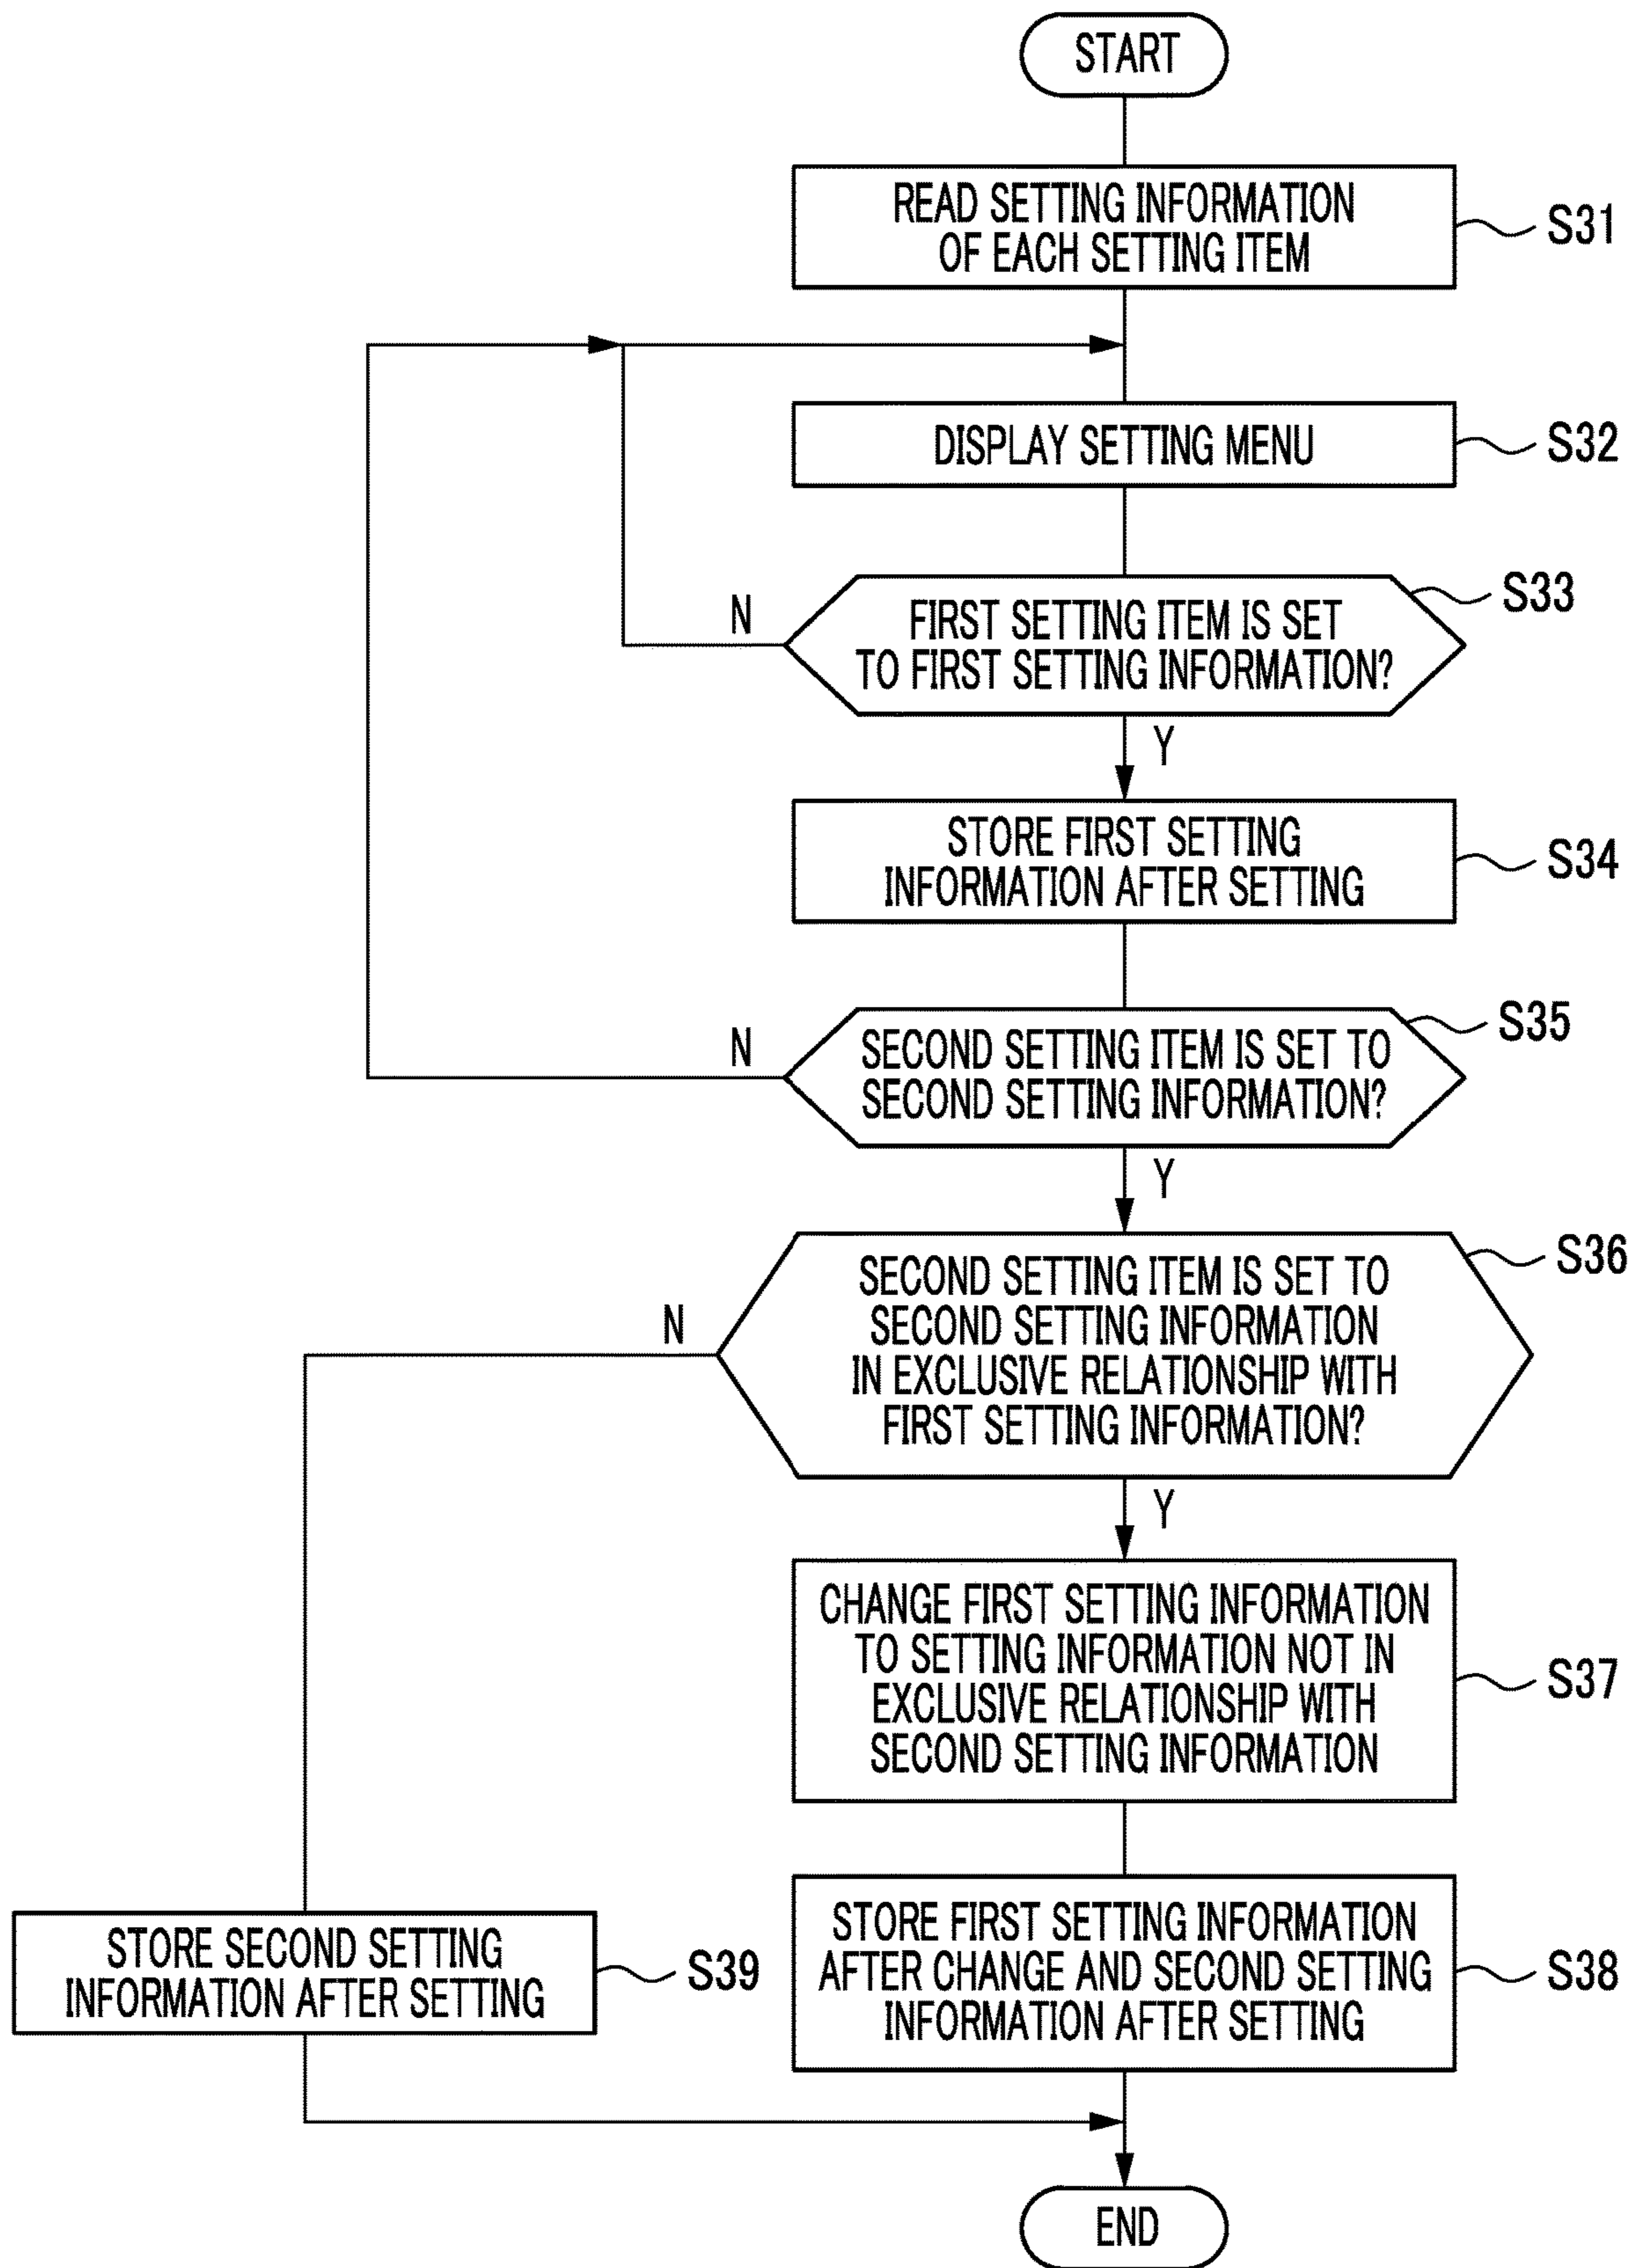 START
READ SETTING INFORMATION
OF EACH SETTING ITEM
S31
DISPLAY SETTING MENU
S32
FIRST SETTING ITEM IS SET
TO FIRST SETTING INFORMATION?
S33
N
Y
STORE FIRST SETTING
INFORMATION AFTER SETTING
S34
SECOND SETTING ITEM IS SET TO
SECOND SETTING INFORMATION?
S35
N
Y
SECOND SETTING ITEM IS SET TO
SECOND SETTING INFORMATION
IN EXCLUSIVE RELATIONSHIP WITH
FIRST SETTING INFORMATION?
S36
N
Y
CHANGE FIRST SETTING INFORMATION
TO SETTING INFORMATION NOT IN
EXCLUSIVE RELATIONSHIP WITH
SECOND SETTING INFORMATION
S37
STORE SECOND SETTING
INFORMATION AFTER SETTING
S39
STORE FIRST SETTING INFORMATION
AFTER CHANGE AND SECOND SETTING
INFORMATION AFTER SETTING
S38
END